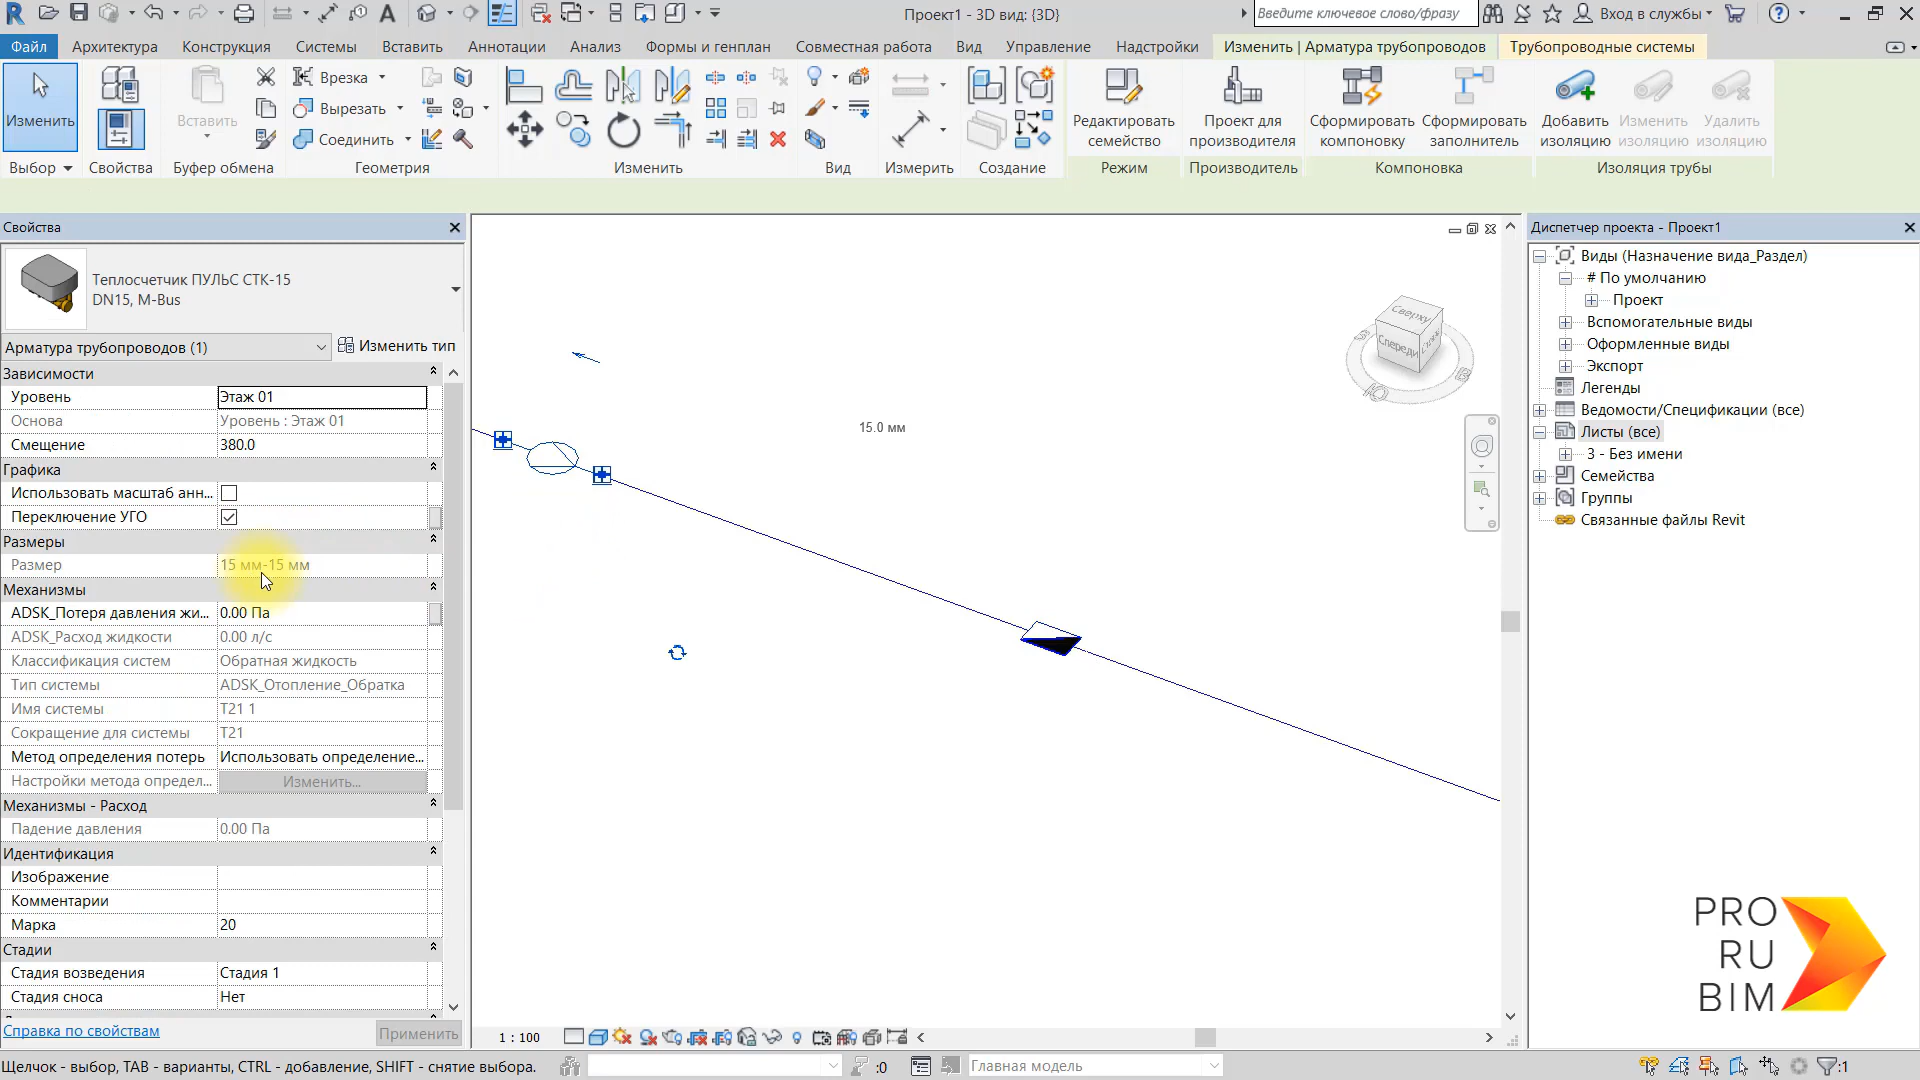 Проект1 - 3D вид: {3D}
Введите ключевое слово/фразу
Вход в службы
Файл
Архитектура
Конструкция
Системы
Вставить
Аннотации
Анализ
Формы и генплан
Совместная работа
Вид
Управление
Настройки
Изменить | Арматура трубопроводов
Трубопроводные системы
Изменить
Вставить
Врезка
Вырезать
Соединить
Редактировать
семейство
Проект для
производителя
Сформировать
компоновку
Сформировать
заполнитель
Добавить
изоляцию
Изменить
изоляцию
Удалить
изоляцию
Выбор
Свойства
Буфер обмена
Геометрия
Изменить
Вид
Измерить
Создание
Режим
Производитель
Компоновка
Изоляция трубы
Свойства
Теплосчетчик ПУЛЬС СТК-15
DN15, M-Bus
Арматура трубопроводов (1)
Изменить тип
Зависимости
Уровень Этаж 01
Основа Уровень : Этаж 01
Смещение 380.0
Графика
Использовать масштаб анн...
Переключение УГО
Размеры
Размер 15 мм-15 мм
Механизмы
ADSK_Потеря давления жи... 0.00 Па
ADSK_Расход жидкости 0.00 л/с
Классификация систем Обратная жидкость
Тип системы ADSK_Отопление_Обратка
Имя системы Т21 1
Сокращение для системы Т21
Метод определения потерь Использовать определение...
Настройки метода определ... Изменить...
Механизмы - Расход
Падение давления 0.00 Па
Идентификация
Изображение
Комментарии
Марка 20
Стадии
Стадия возведения Стадия 1
Стадия сноса Нет
Справка по свойствам
Применить
15.0 мм
Сверху
Спереди
Ю
1 : 100
Диспетчер проекта - Проект1
Виды (Назначение вида_Раздел)
# По умолчанию
Проект
Вспомогательные виды
Оформленные виды
Экспорт
Легенды
Ведомости/Спецификации (все)
Листы (все)
3 - Без имени
Семейства
Группы
Связанные файлы Revit
PRO
RU
BIM
Щелчок - выбор, TAB - варианты, CTRL - добавление, SHIFT - снятие выбора.
:0
Главная модель
:1